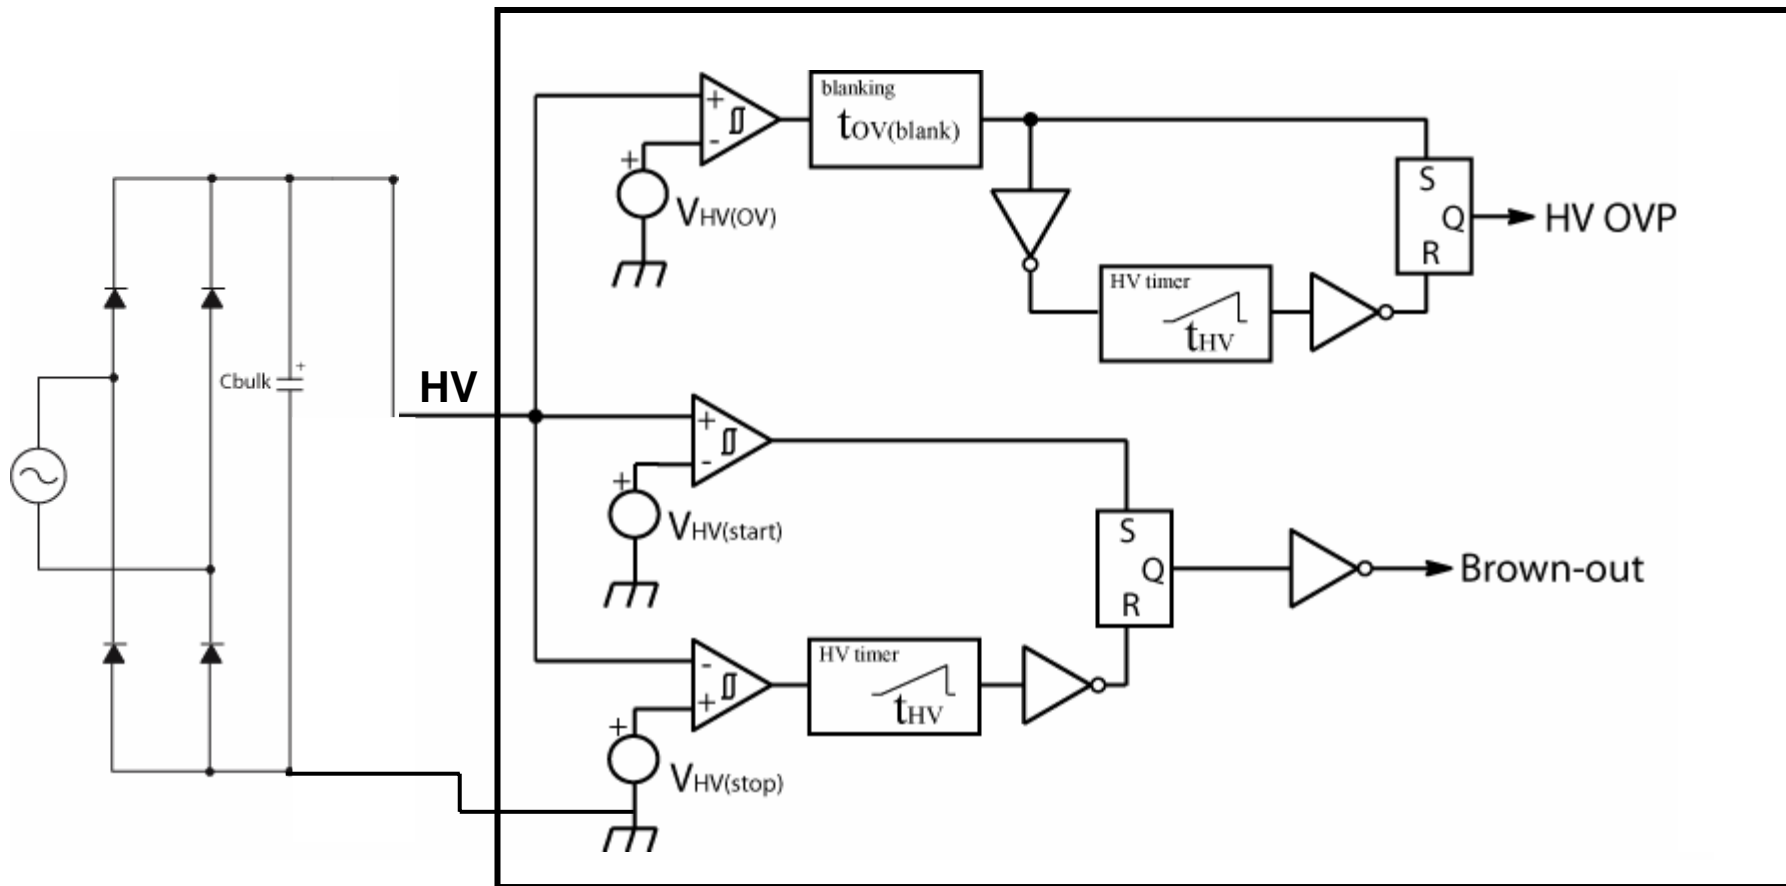 blanking
tOV(blank)
+
-
+
VHV(OV)
S
Q
R
HV OVP
HV timer
tHV
Cbulk
+
HV
+
-
+
VHV(start)
S
Q
R
Brown-out
-
+
HV timer
tHV
+
VHV(stop)